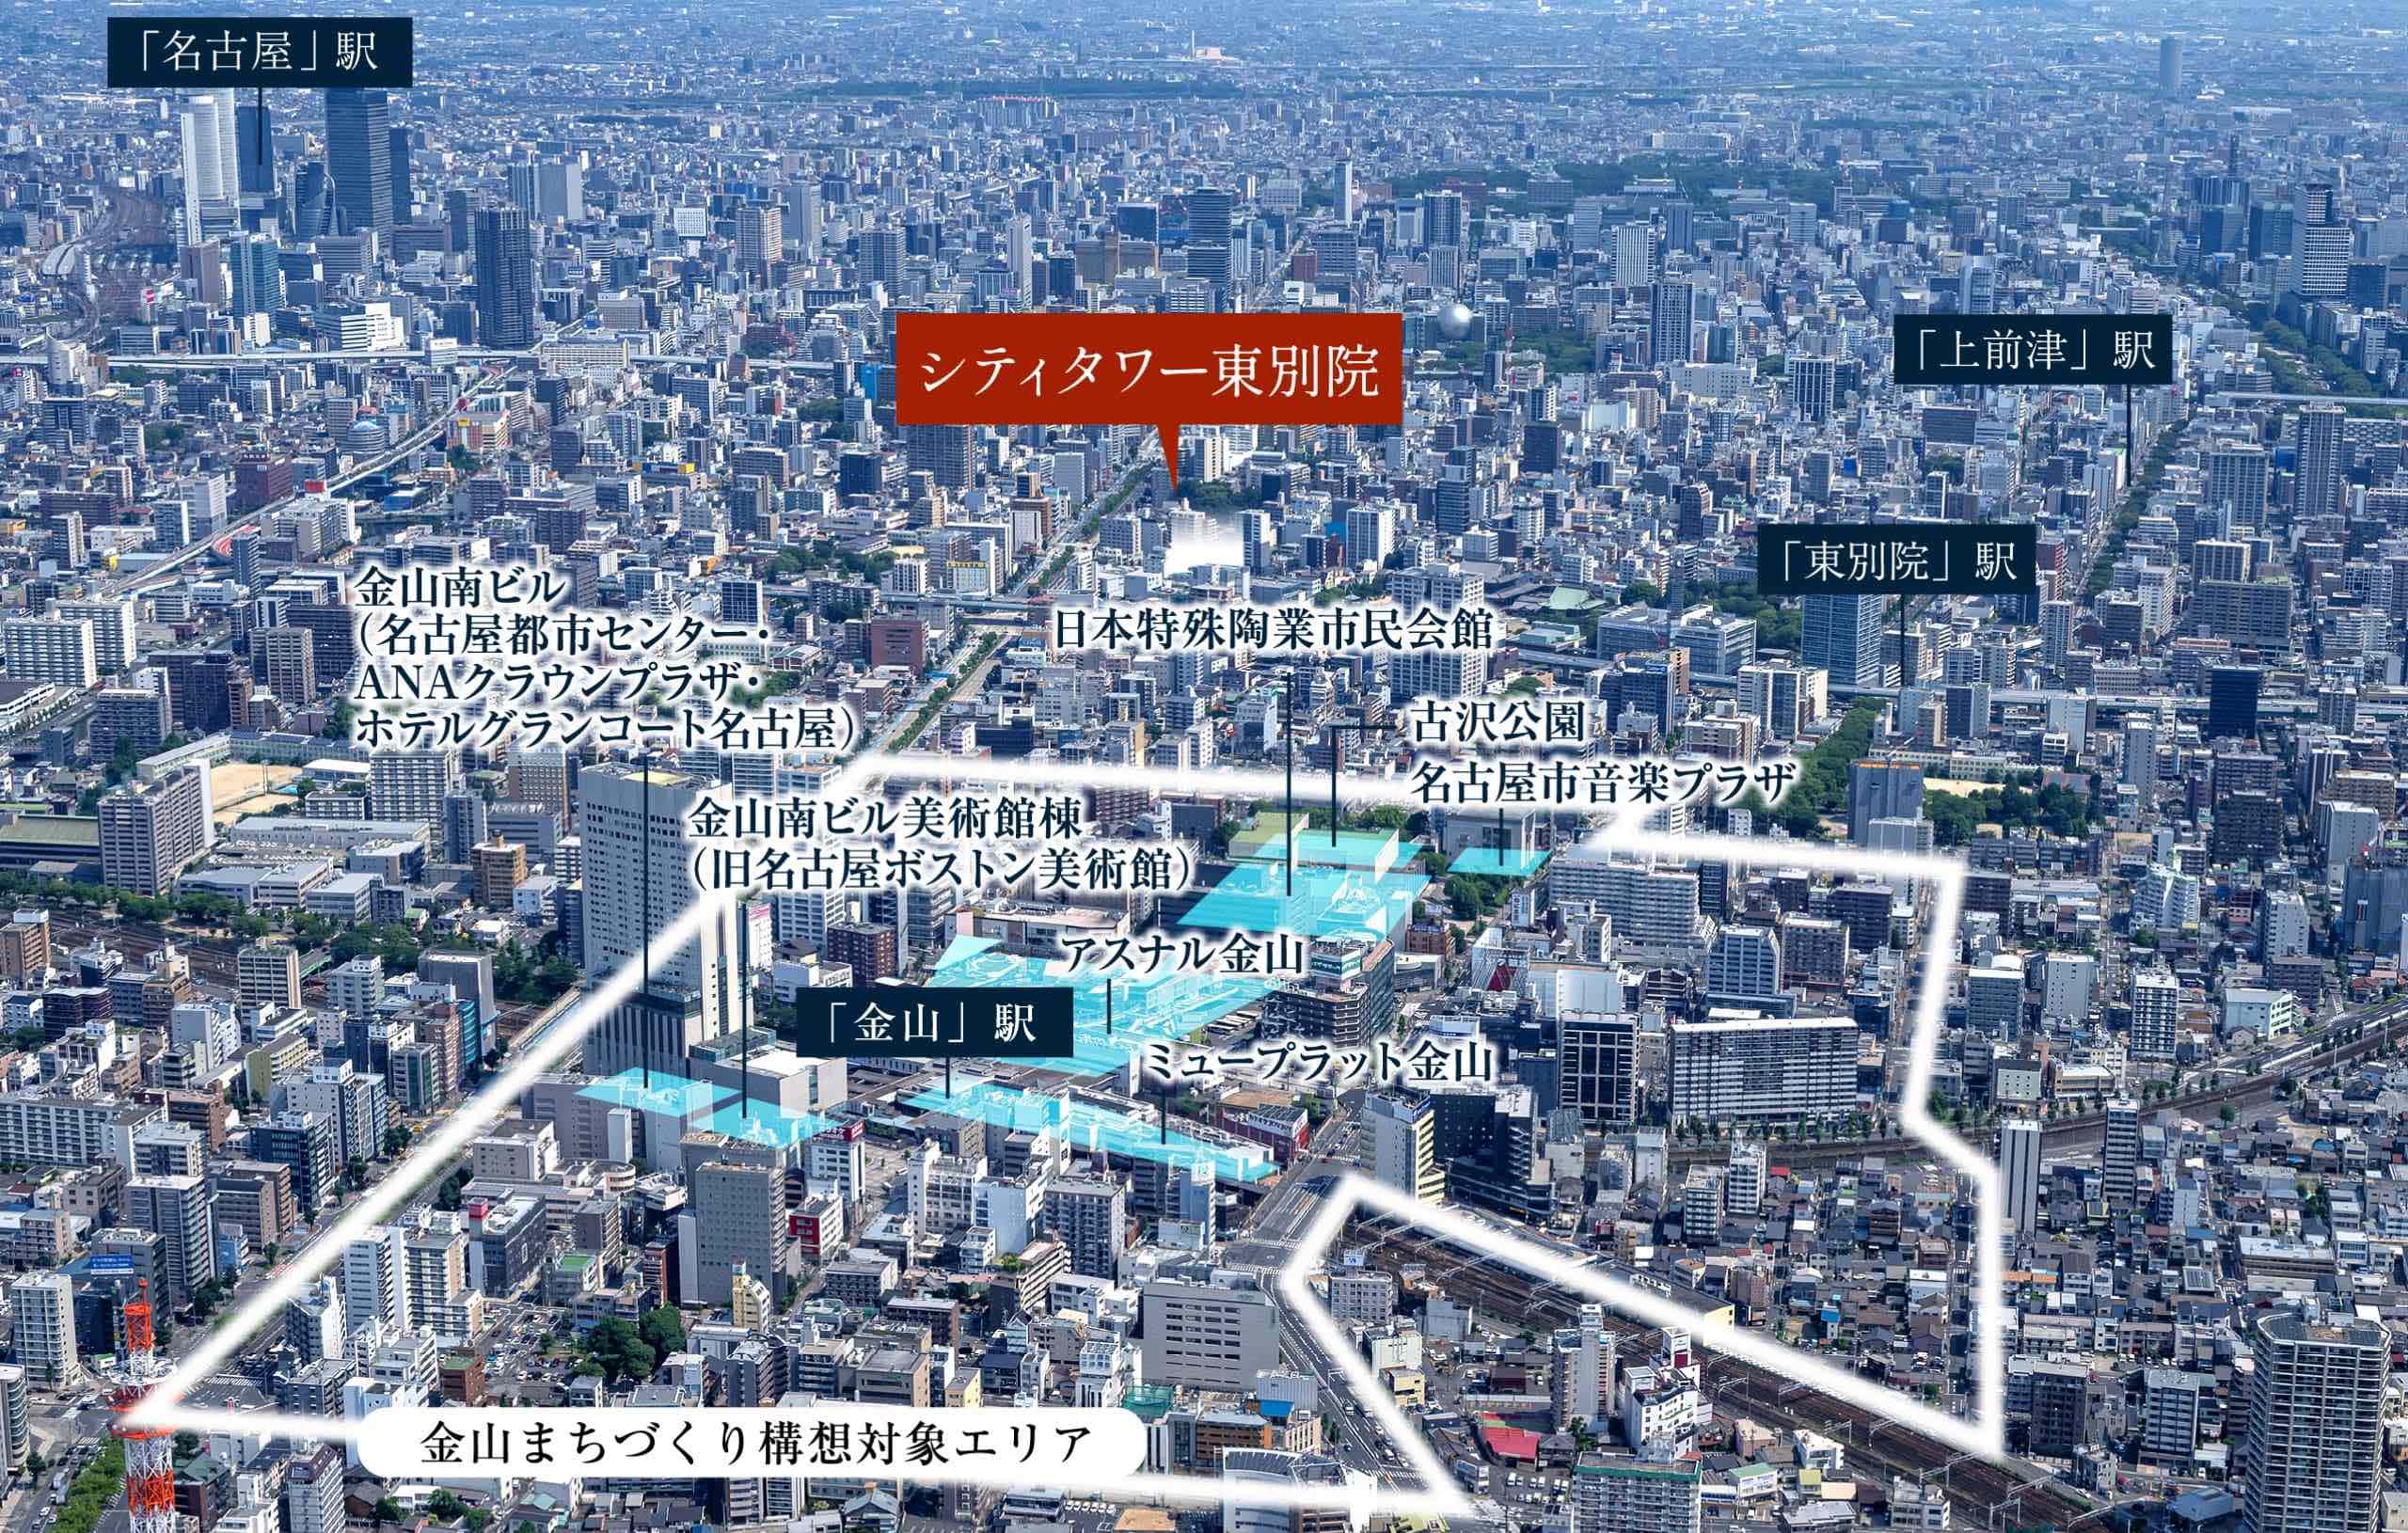 「名古屋」駅
シティタワー東別院
「上前津」駅
「東別院」駅
金山南ビル
(名古屋都市センター・
ANAクラウンプラザ・
ホテルグランコート名古屋)
日本特殊陶業市民会館
古沢公園
名古屋市音楽プラザ
金山南ビル美術館棟
(旧名古屋ボストン美術館)
アスナル金山
「金山」駅
ミュープラット金山
金山まちづくり構想対象エリア